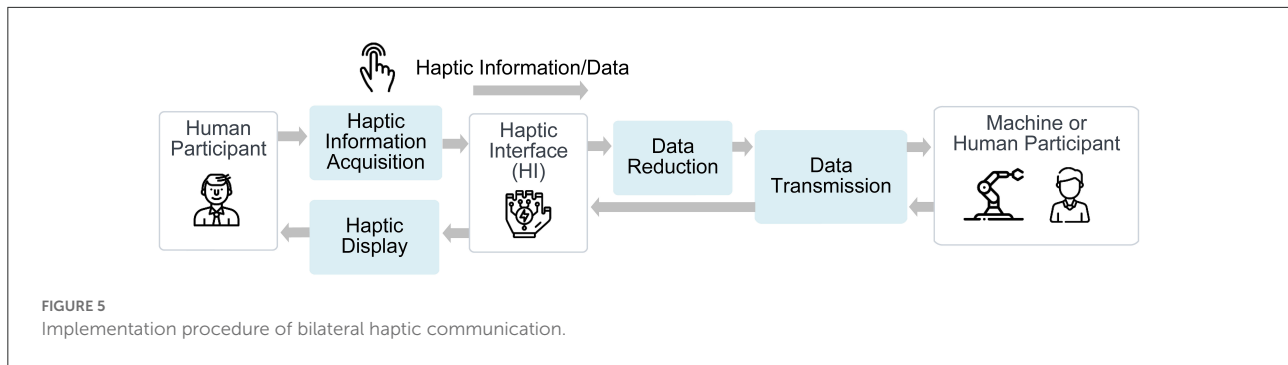 Haptic Information/Data
Human
Participant
Haptic
Information
Acquisition
Haptic
Interface
(HI)
Data
Reduction
Data
Transmission
Machine or
Human Participant
Haptic
Display
FIGURE 5
Implementation procedure of bilateral haptic communication.